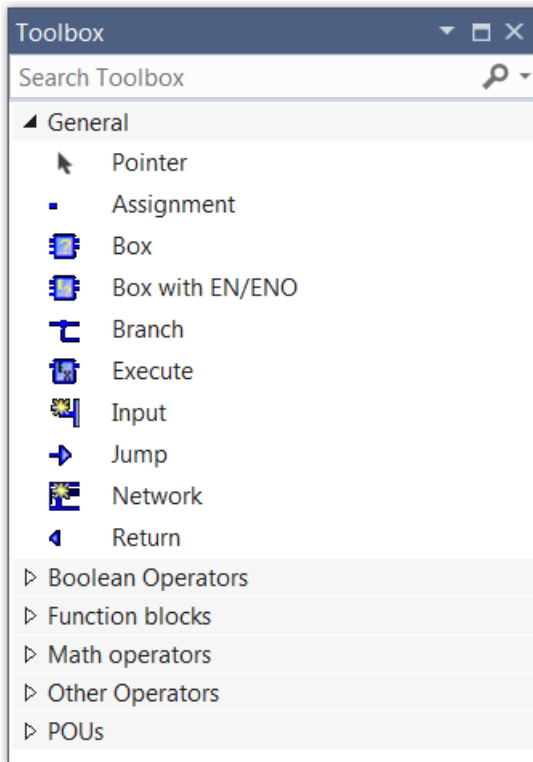 Toolbox
Search Toolbox
General
Pointer
Assignment
Box
Box with EN/ENO
Branch
Execute
Input
Jump
Network
Return
Boolean Operators
Function blocks
Math operators
Other Operators
POUs